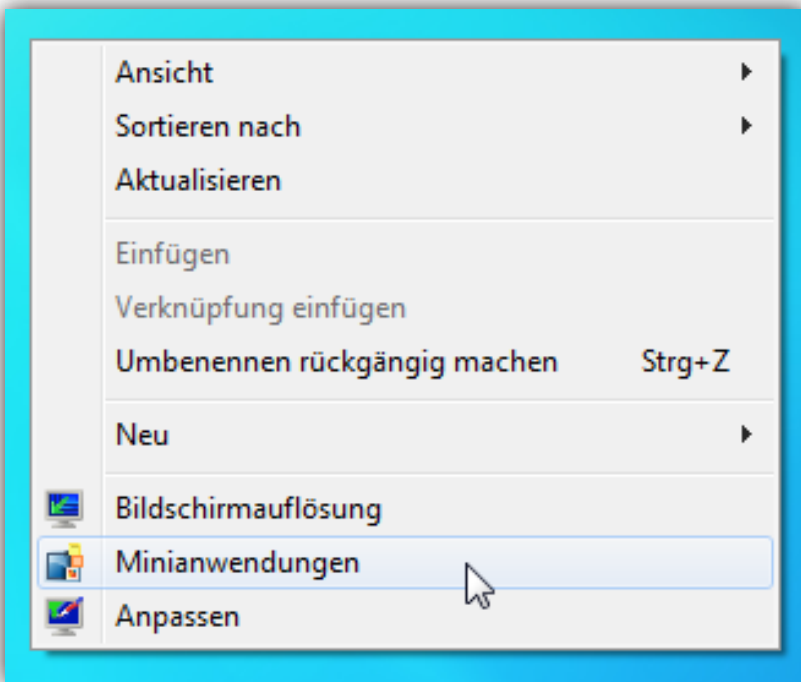 Ansicht
Sortieren nach
Aktualisieren
Einfügen
Verknüpfung einfügen
Umbenennen rückgängig machen Strg+Z
Neu
Bildschirmauflösung
Minianwendungen
Anpassen